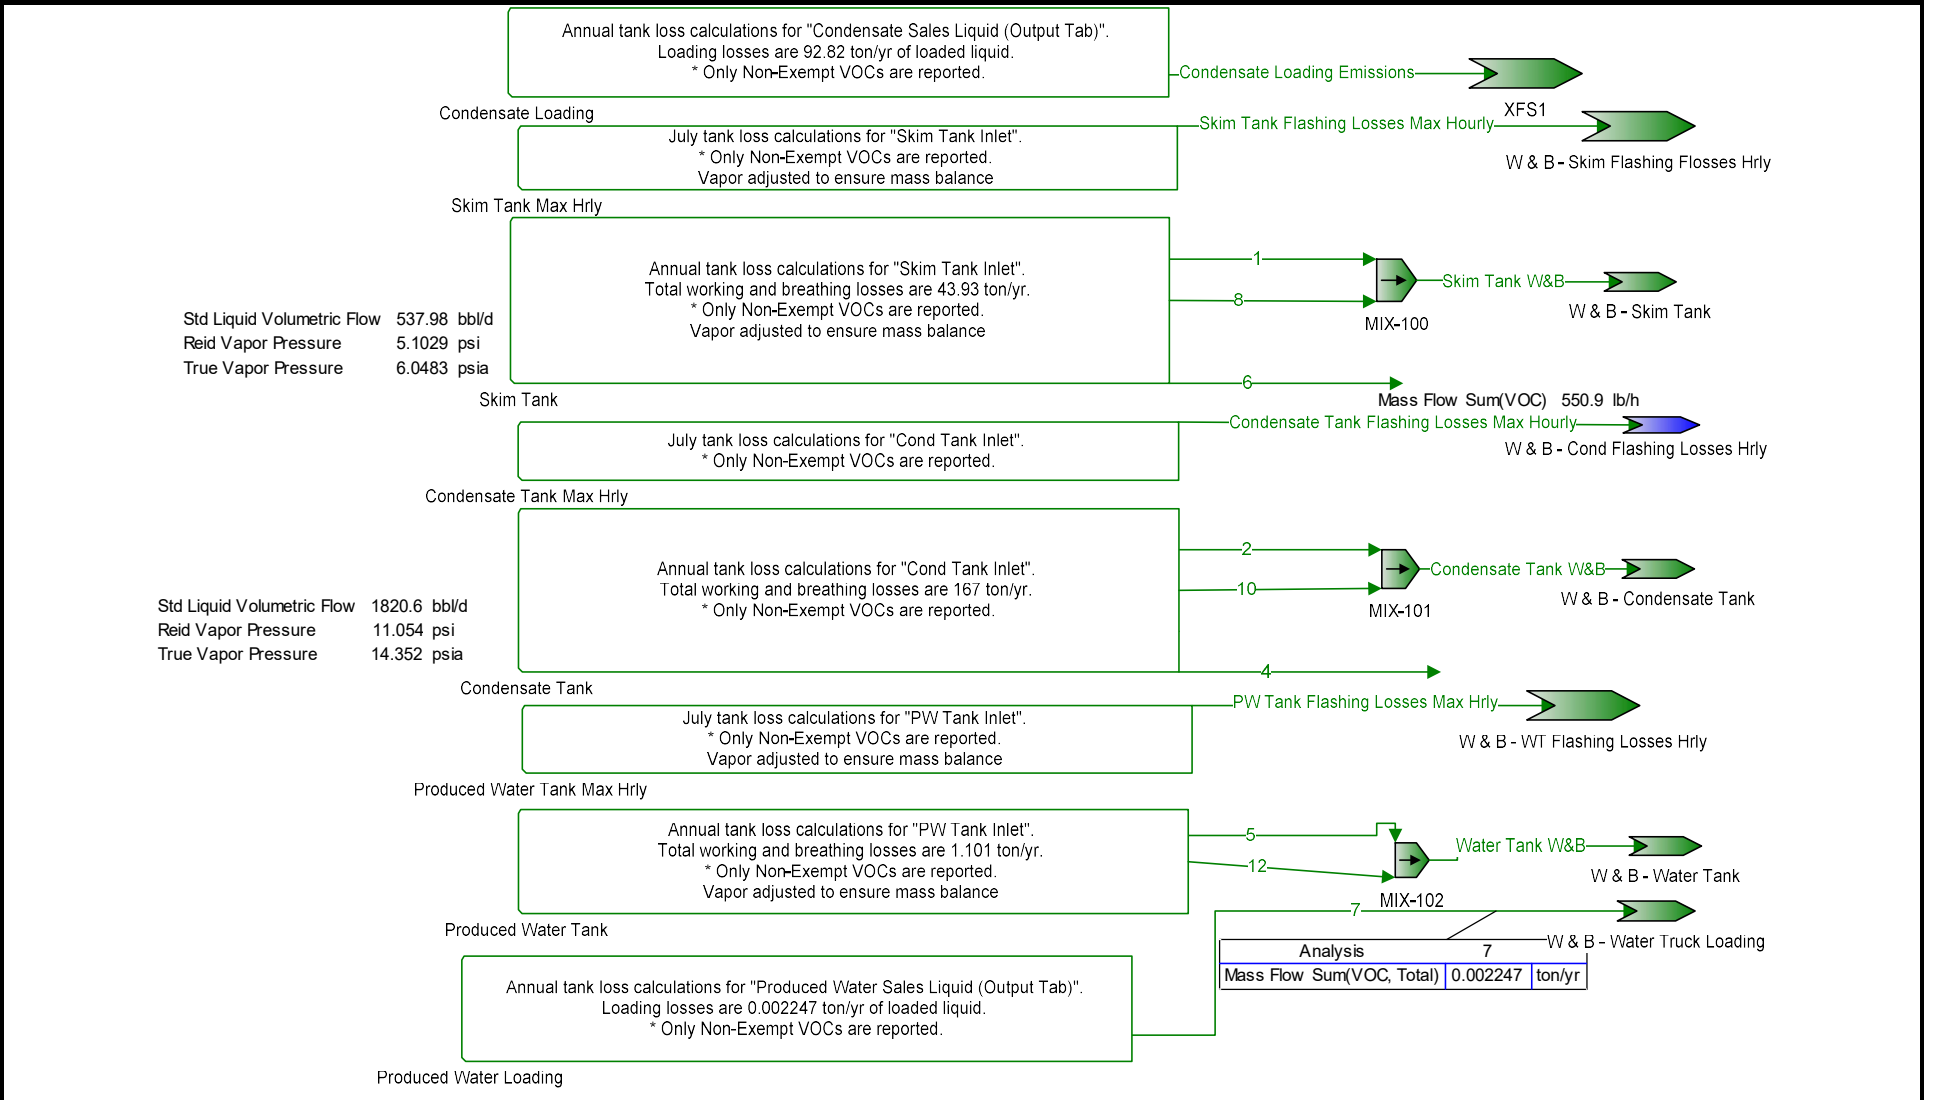 Annual tank loss calculations for "Condensate Sales Liquid (Output Tab)".
Loading losses are 92.82 ton/yr of loaded liquid.
* Only Non-Exempt VOCs are reported.
Condensate Loading Emissions
XFS1
Condensate Loading
July tank loss calculations for "Skim Tank Inlet".
* Only Non-Exempt VOCs are reported.
Vapor adjusted to ensure mass balance
Skim Tank Flashing Losses Max Hourly
W & B - Skim Flashing Flosses Hrly
Skim Tank Max Hrly
Annual tank loss calculations for "Skim Tank Inlet".
Total working and breathing losses are 43.93 ton/yr.
* Only Non-Exempt VOCs are reported.
Vapor adjusted to ensure mass balance
1
8
MIX-100
Skim Tank W&B
W & B - Skim Tank
Std Liquid Volumetric Flow 537.98 bbl/d
Reid Vapor Pressure 5.1029 psi
True Vapor Pressure 6.0483 psia
6
Skim Tank
Mass Flow Sum(VOC) 550.9 lb/h
July tank loss calculations for "Cond Tank Inlet".
* Only Non-Exempt VOCs are reported.
Condensate Tank Flashing Losses Max Hourly
W & B - Cond Flashing Losses Hrly
Condensate Tank Max Hrly
Annual tank loss calculations for "Cond Tank Inlet".
Total working and breathing losses are 167 ton/yr.
* Only Non-Exempt VOCs are reported.
2
10
MIX-101
Condensate Tank W&B
W & B - Condensate Tank
Std Liquid Volumetric Flow 1820.6 bbl/d
Reid Vapor Pressure 11.054 psi
True Vapor Pressure 14.352 psia
4
Condensate Tank
July tank loss calculations for "PW Tank Inlet".
* Only Non-Exempt VOCs are reported.
Vapor adjusted to ensure mass balance
PW Tank Flashing Losses Max Hrly
W & B - WT Flashing Losses Hrly
Produced Water Tank Max Hrly
Annual tank loss calculations for "PW Tank Inlet".
Total working and breathing losses are 1.101 ton/yr.
* Only Non-Exempt VOCs are reported.
Vapor adjusted to ensure mass balance
5
12
MIX-102
Water Tank W&B
W & B - Water Tank
Produced Water Tank
7
W & B - Water Truck Loading
Analysis 7
Mass Flow Sum(VOC, Total) 0.002247 ton/yr
Annual tank loss calculations for "Produced Water Sales Liquid (Output Tab)".
Loading losses are 0.002247 ton/yr of loaded liquid.
* Only Non-Exempt VOCs are reported.
Produced Water Loading